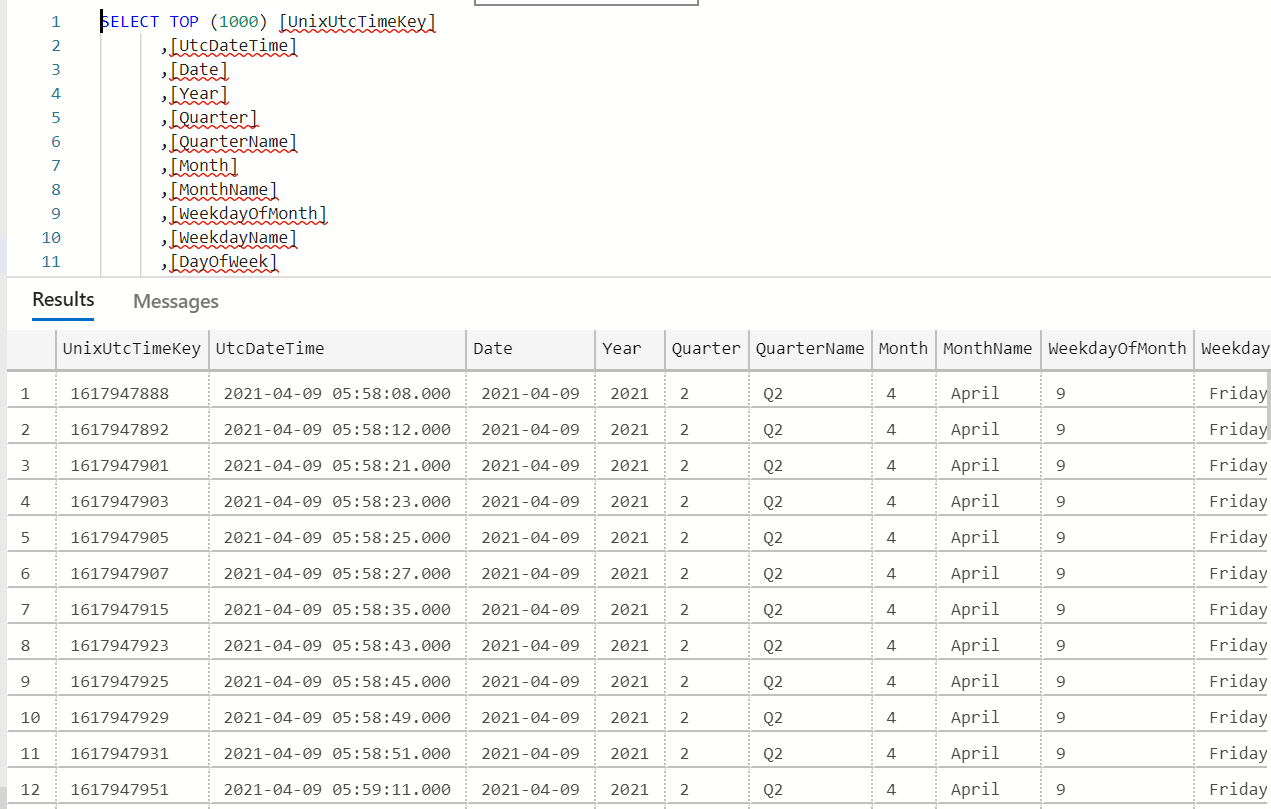 1 SELECT TOP (1000) [UnixUtcTimeKey]
2 ,[UtcDateTime]
3 ,[Date]
4 ,[Year]
5 ,[Quarter]
6 ,[QuarterName]
7 ,[Month]
8 ,[MonthName]
9 ,[WeekdayOfMonth]
10 ,[WeekdayName]
11 ,[DayOfWeek]
Results Messages
UnixUtcTimeKey UtcDateTime Date Year Quarter QuarterName Month MonthName WeekdayOfMonth Weekday
1 1617947888 2021-04-09 05:58:08.000 2021-04-09 2021 2 Q2 4 April 9 Friday
2 1617947892 2021-04-09 05:58:12.000 2021-04-09 2021 2 Q2 4 April 9 Friday
3 1617947901 2021-04-09 05:58:21.000 2021-04-09 2021 2 Q2 4 April 9 Friday
4 1617947903 2021-04-09 05:58:23.000 2021-04-09 2021 2 Q2 4 April 9 Friday
5 1617947905 2021-04-09 05:58:25.000 2021-04-09 2021 2 Q2 4 April 9 Friday
6 1617947907 2021-04-09 05:58:27.000 2021-04-09 2021 2 Q2 4 April 9 Friday
7 1617947915 2021-04-09 05:58:35.000 2021-04-09 2021 2 Q2 4 April 9 Friday
8 1617947923 2021-04-09 05:58:43.000 2021-04-09 2021 2 Q2 4 April 9 Friday
9 1617947925 2021-04-09 05:58:45.000 2021-04-09 2021 2 Q2 4 April 9 Friday
10 1617947929 2021-04-09 05:58:49.000 2021-04-09 2021 2 Q2 4 April 9 Friday
11 1617947931 2021-04-09 05:58:51.000 2021-04-09 2021 2 Q2 4 April 9 Friday
12 1617947951 2021-04-09 05:59:11.000 2021-04-09 2021 2 Q2 4 April 9 Friday